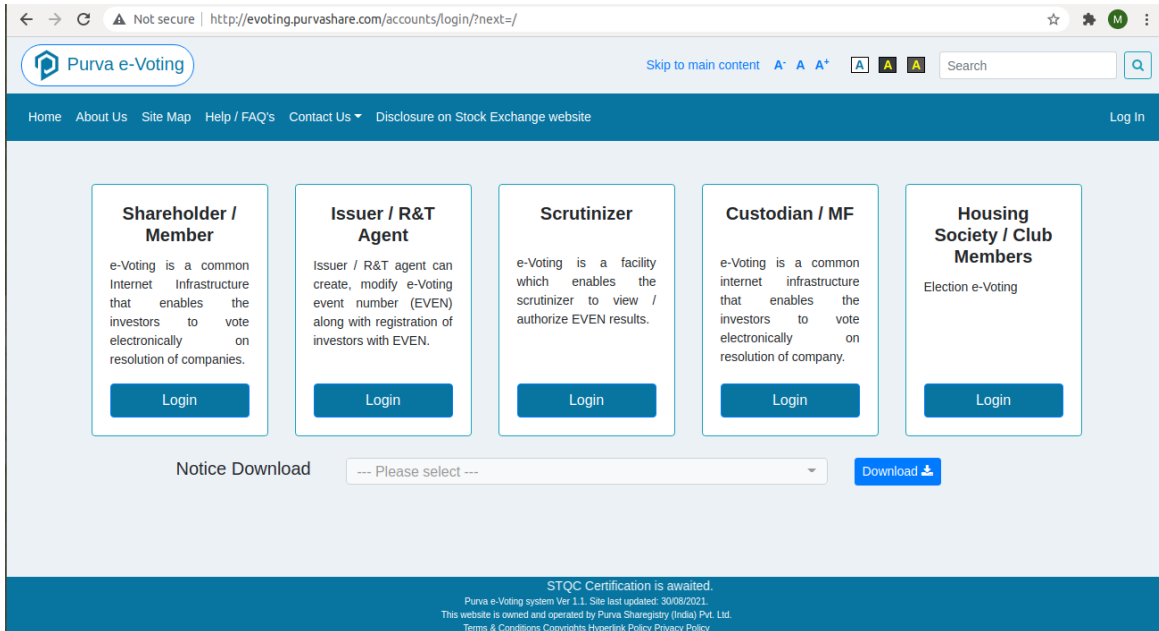 Not secure | http://evoting.purvashare.com/accounts/login/?next=/
M
Purva e-Voting
Skip to main content A- A A+ A A A Search
Home About Us Site Map Help / FAQ's Contact Us Disclosure on Stock Exchange website Log In
Shareholder /
Member
e-Voting is a common
Internet Infrastructure
that enables the
investors to vote
electronically on
resolution of companies.
Login
Issuer / R&T
Agent
Issuer / R&T agent can
create, modify e-Voting
event number (EVEN)
along with registration of
investors with EVEN.
Login
Scrutinizer
e-Voting is a facility
which enables the
scrutinizer to view /
authorize EVEN results.
Login
Custodian / MF
e-Voting is a common
internet infrastructure
that enables the
investors to vote
electronically on
resolution of company.
Login
Housing
Society / Club
Members
Election e-Voting
Login
Notice Download --- Please select --- Download
STQC Certification is awaited.
Purva e-Voting system Ver 1.1. Site last updated: 30/08/2021.
This website is owned and operated by Purva Sharegistry (India) Pvt. Ltd.
Terms & Conditions Copyrights Hyperlink Policy Privacy Policy